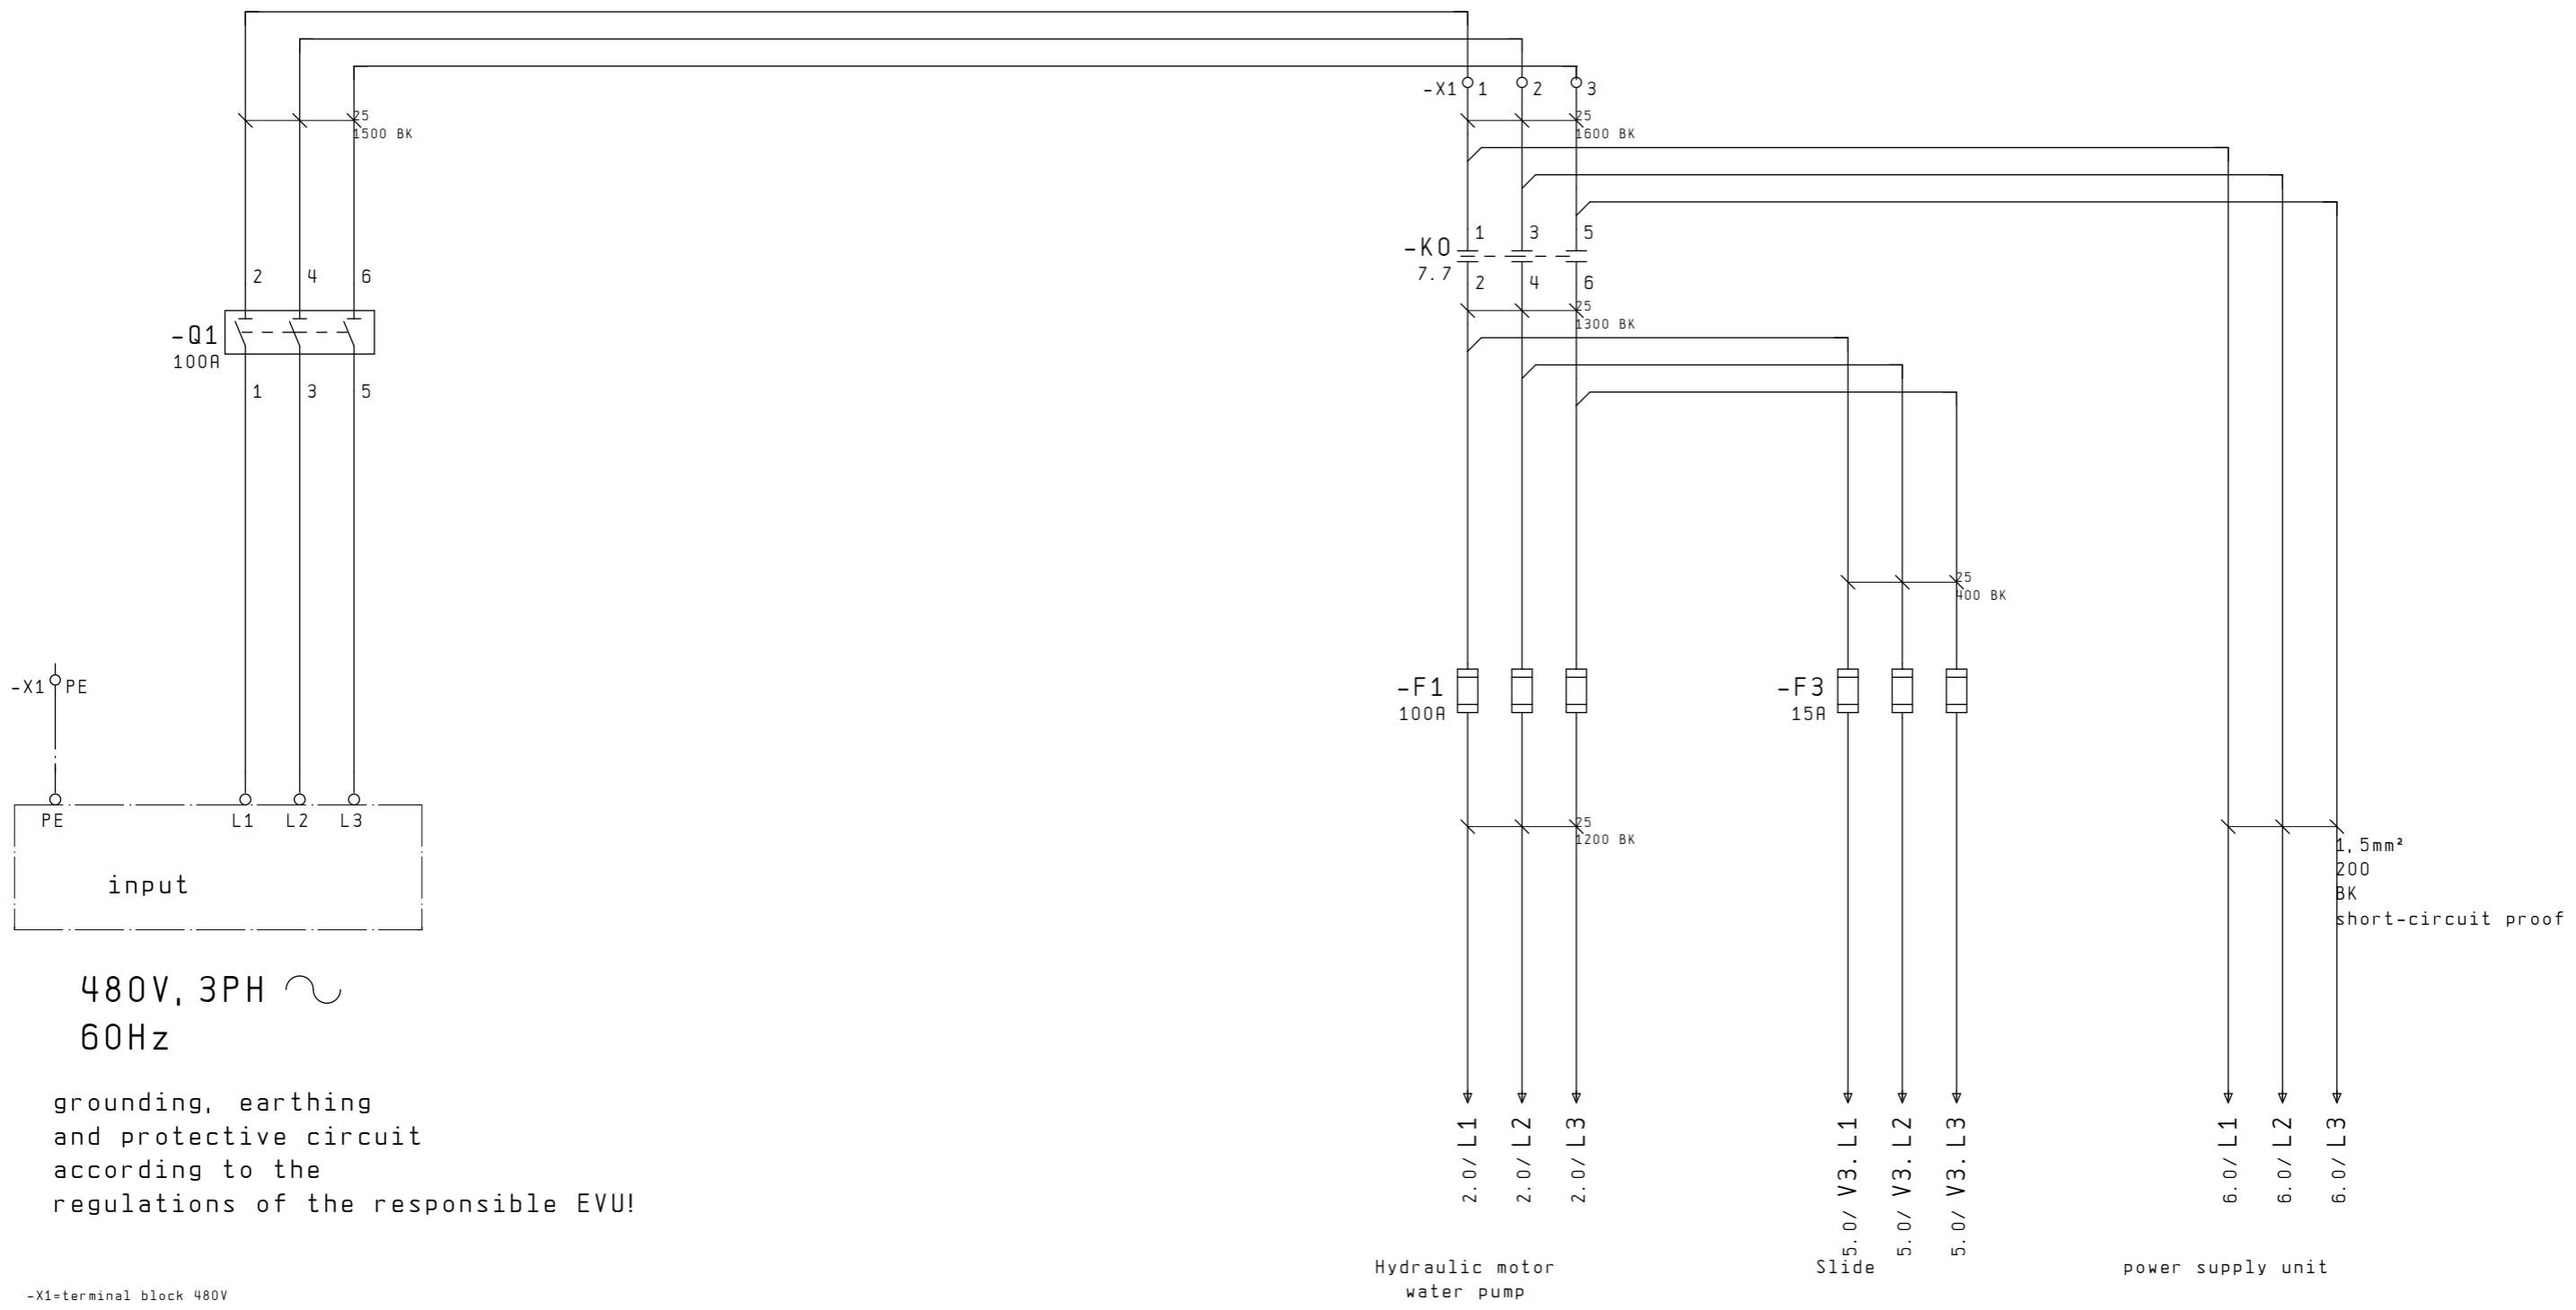 -X1 1 2 3
25
1500 BK
25
1600 BK
1 3 5
-K0
7.7
2 4 6
25
1300 BK
2 4 6
-Q1
100A
1 3 5
25
400 BK
-X1 PE
-F1
100A
-F3
15A
PE L1 L2 L3
input
25
1200 BK
1,5mm²
200
BK
short-circuit proof
480V, 3PH
60Hz
grounding, earthing
and protective circuit
according to the
regulations of the responsible EVU!
2.0/ L1
2.0/ L2
2.0/ L3
5.0/ V3.L1
5.0/ V3.L2
5.0/ V3.L3
6.0/ L1
6.0/ L2
6.0/ L3
Hydraulic motor
water pump
Slide
power supply unit
-X1=terminal block 480V